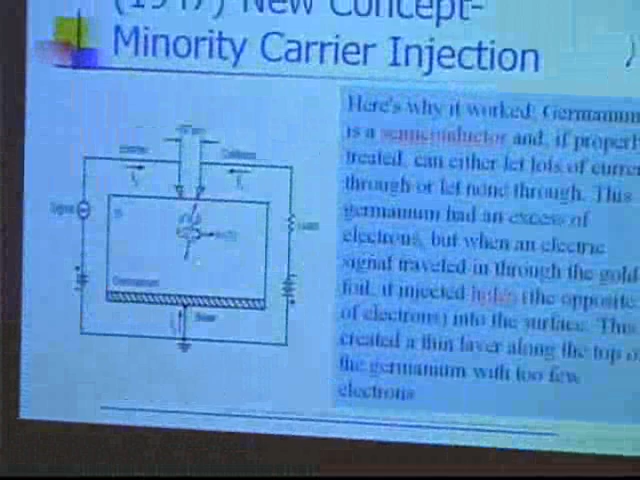 (1947) New Concept-
Minority Carrier Injection
Here's why it worked: Germanium
is a semiconductor and, if properl
treated, can either let lots of curre
through or let none through. This
germanium had an excess of
electrons, but when an electric
signal traveled in through the gold
foil, it injected holes (the opposite
of electrons) into the surface. This
created a thin layer along the top o
the germanium with too few
electrons
Emitter
Collector
Signal
Load
Germanium
Base